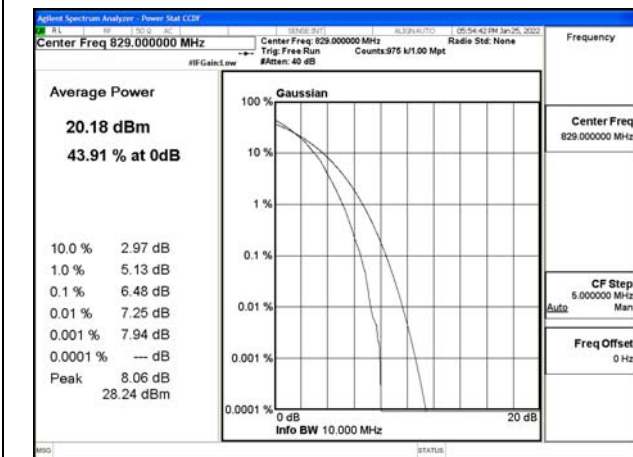 Agilent Spectrum Analyzer - Power Stat CCDF
RL RF 50 Ω AC SENSE:INT ALIGN AUTO 05:54:42 PM Jan 25, 2022
Center Freq 829.000000 MHz
Center Freq: 829.000000 MHz Radio Std: None
Trig: Free Run Counts:975 k/1.00 Mpt
#IFGain:Low #Atten: 40 dB
Frequency
Average Power
20.18 dBm
43.91 % at 0dB
10.0 % 2.97 dB
1.0 % 5.13 dB
0.1 % 6.48 dB
0.01 % 7.25 dB
0.001 % 7.94 dB
0.0001 % --- dB
Peak 8.06 dB
28.24 dBm
Gaussian
100 %
10 %
1 %
0.1 %
0.01 %
0.001 %
0.0001 %
0 dB 20 dB
Info BW 10.000 MHz
Center Freq
829.000000 MHz
CF Step
5.000000 MHz
Auto Man
Freq Offset
0 Hz
MSG STATUS